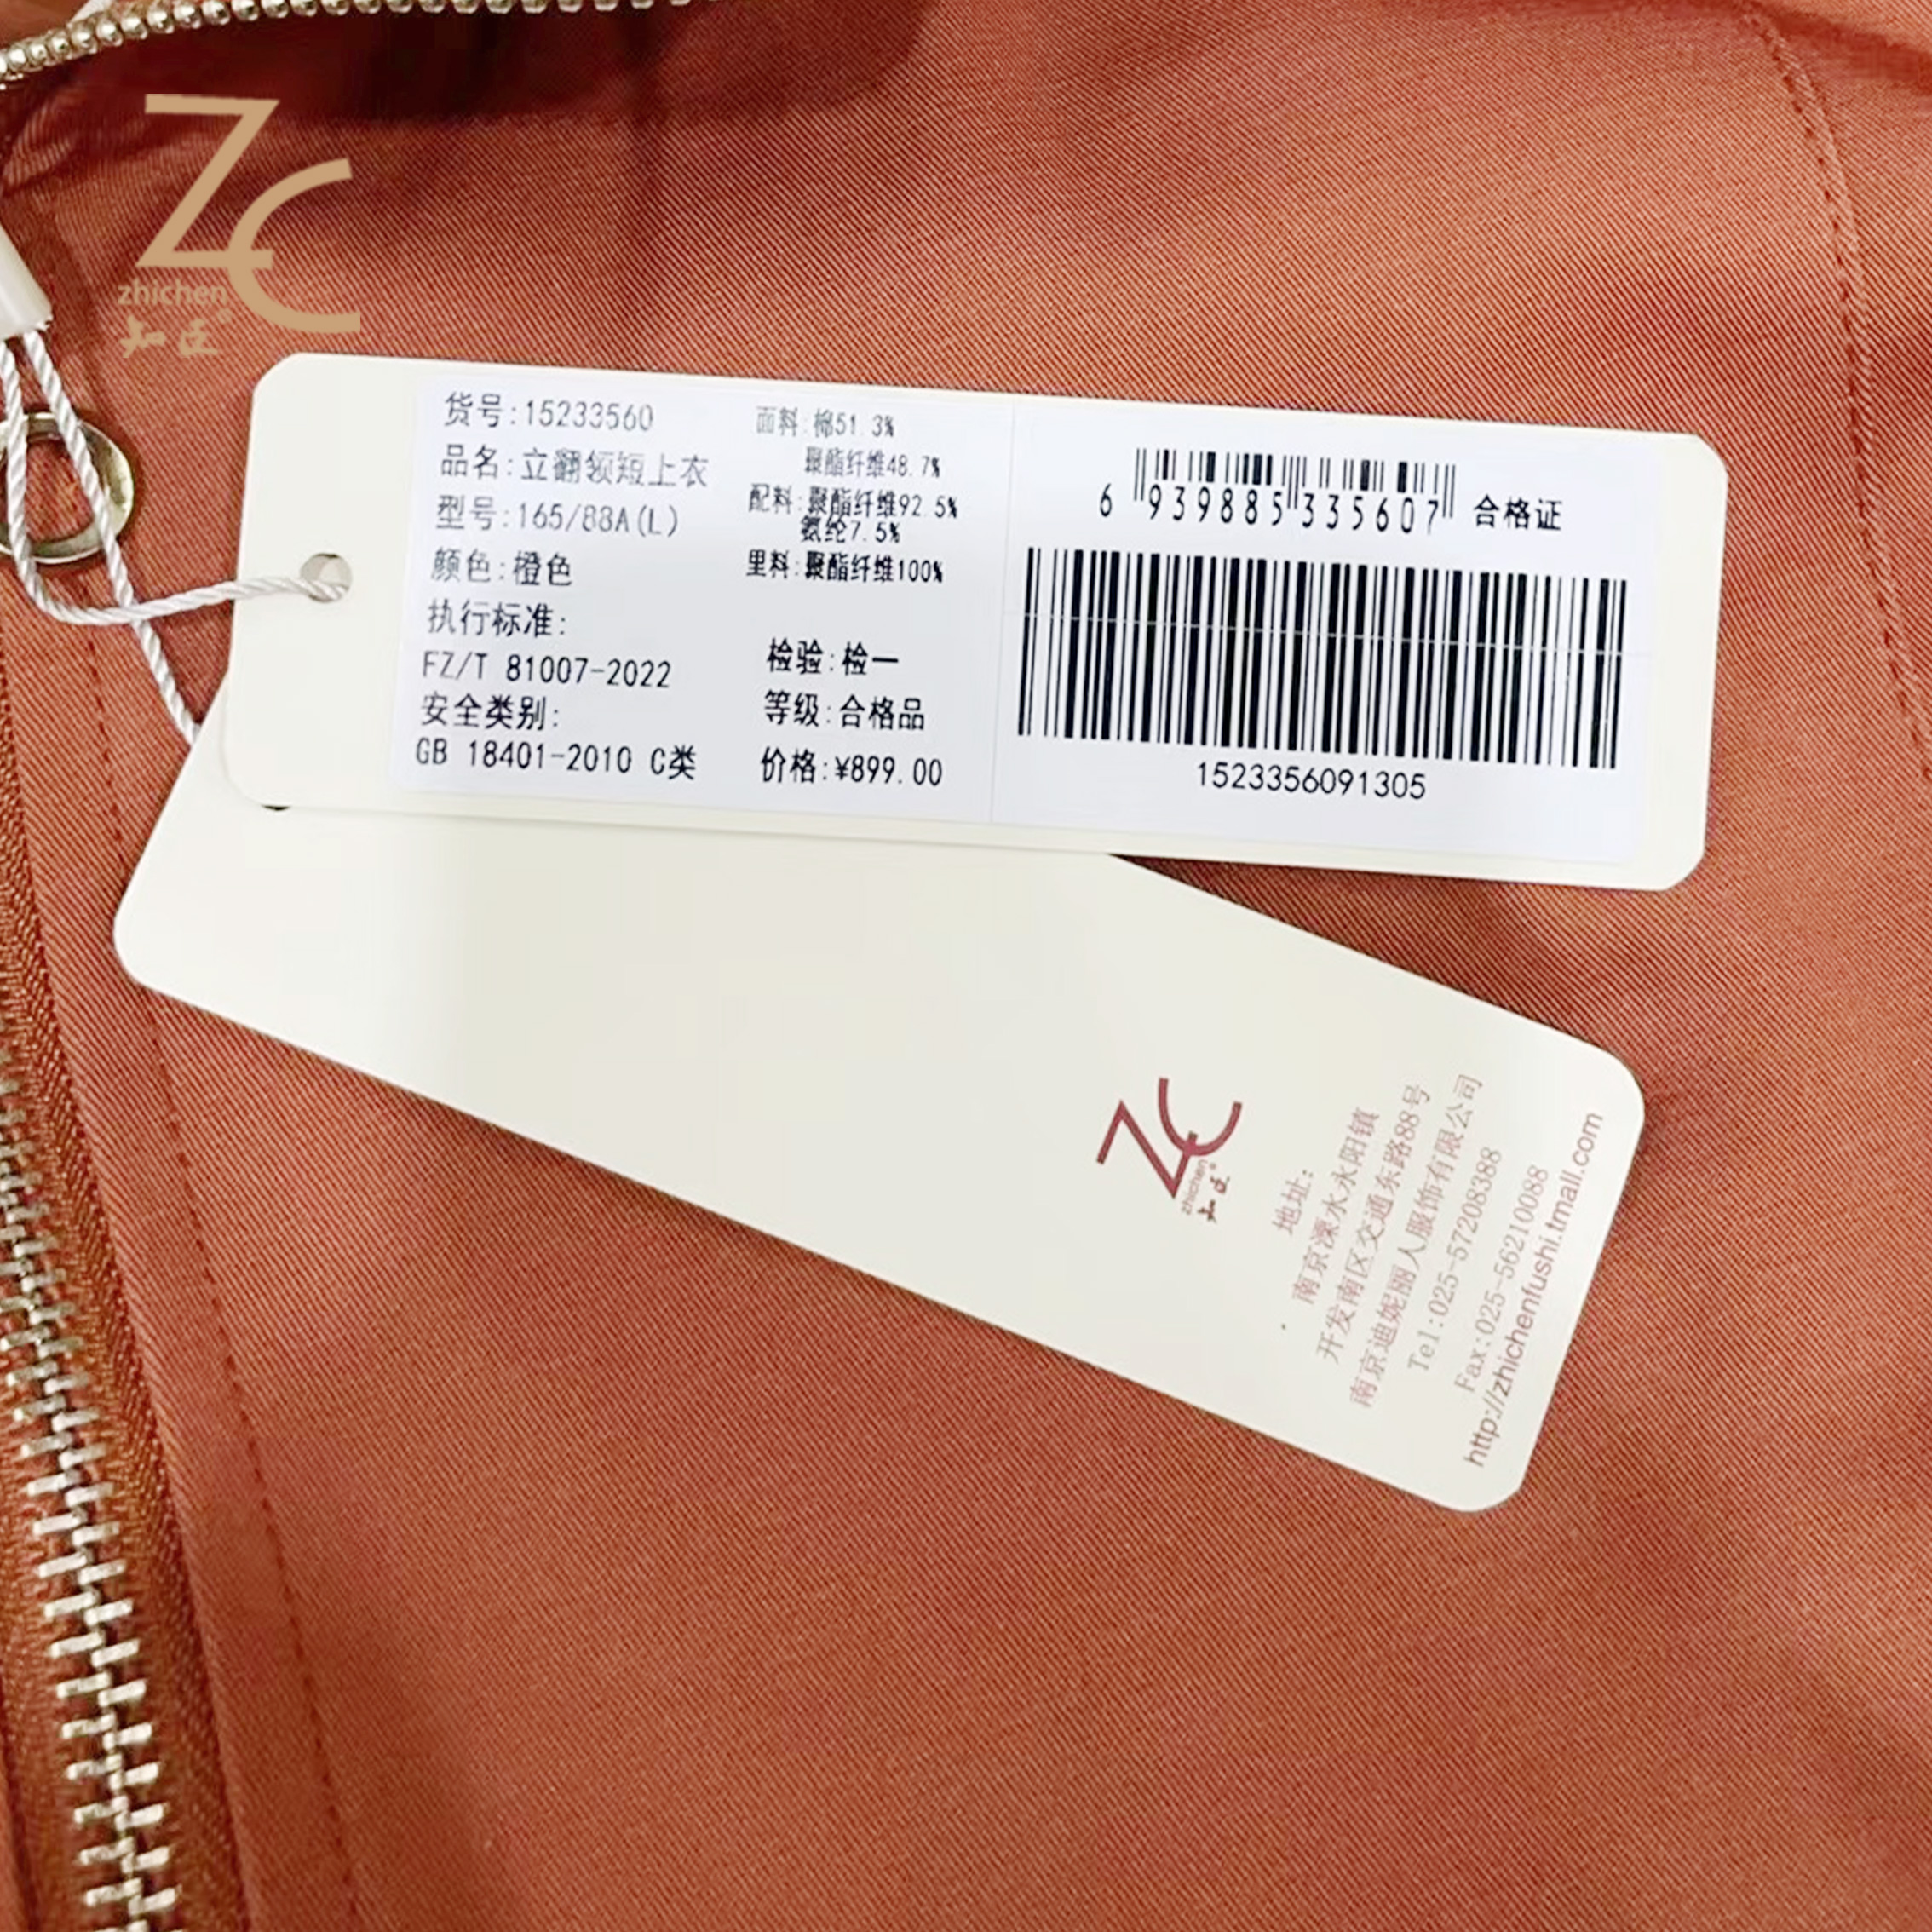 ZC
zhichen®
知辰
货号:15233560
品名:立翻领短上衣
型号:165/88A(L)
颜色:橙色
执行标准:
FZ/T 81007-2022
安全类别:
GB 18401-2010 C类
面料:棉51.3%
聚酯纤维48.7%
配料:聚酯纤维92.5%
氨纶7.5%
里料:聚酯纤维100%
检验:检一
等级:合格品
价格:¥899.00
6 939885 335607 合格证
1523356091305
ZC
zhichen®
知辰
地址:
南京溧水永阳镇
开发南区交通东路88号
南京迪妮丽人服饰有限公司
Tel:025-57208388
Fax:025-56210088
http://zhichenfushi.tmall.com